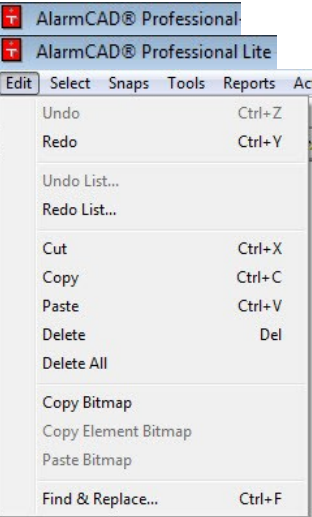 AlarmCAD® Professional-
AlarmCAD® Professional Lite
Edit Select Snaps Tools Reports Ac
Undo Ctrl+Z
Redo Ctrl+Y
Undo List...
Redo List...
Cut Ctrl+X
Copy Ctrl+C
Paste Ctrl+V
Delete Del
Delete All
Copy Bitmap
Copy Element Bitmap
Paste Bitmap
Find & Replace... Ctrl+F